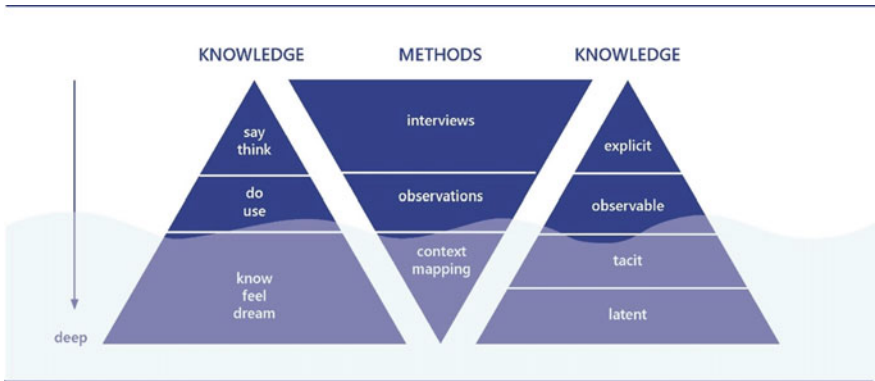 KNOWLEDGE
METHODS
KNOWLEDGE
say
think
do
use
know
feel
dream
interviews
observations
context
mapping
explicit
observable
tacit
latent
deep